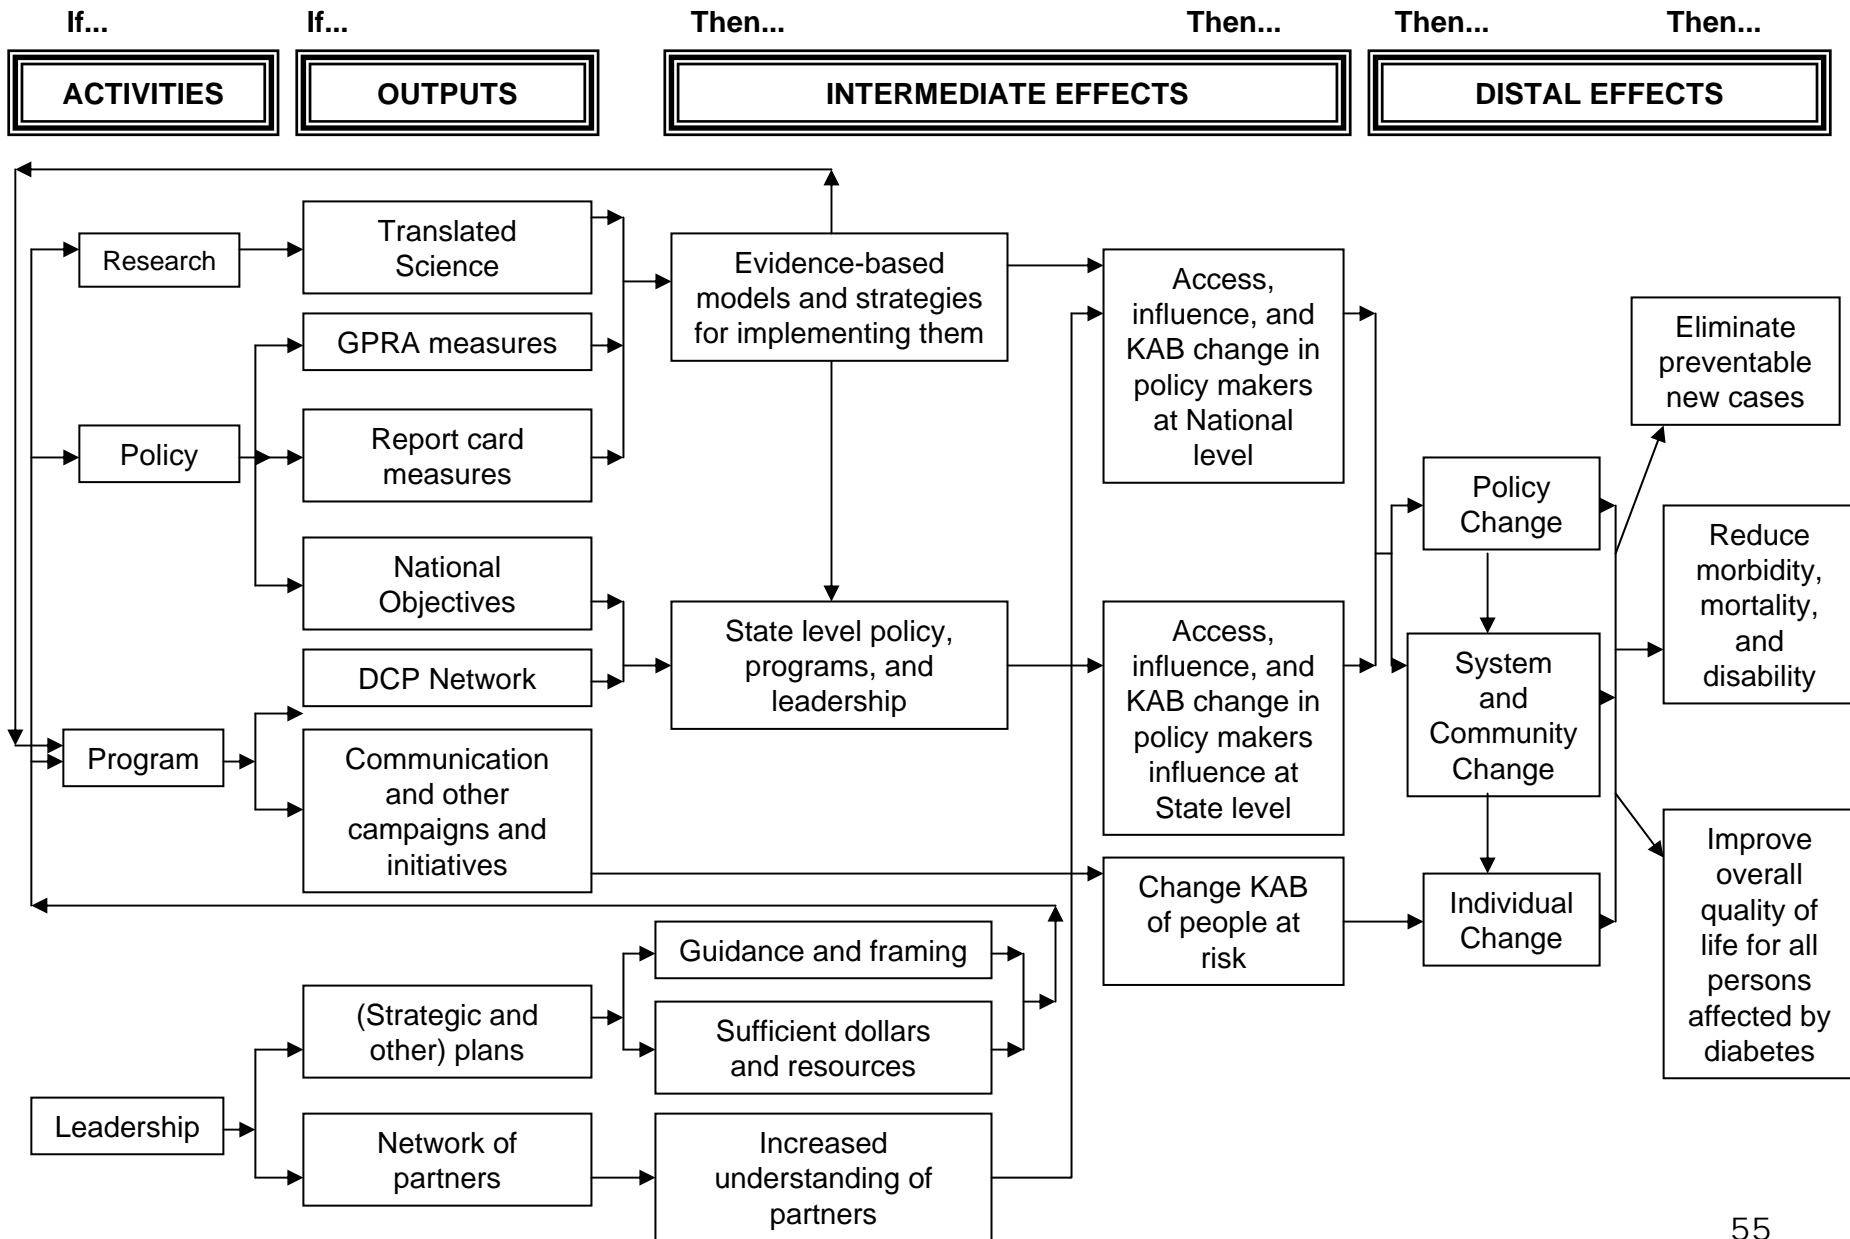 If...
If...
Then...
Then...
Then...
Then...
ACTIVITIES
OUTPUTS
INTERMEDIATE EFFECTS
DISTAL EFFECTS
Research
Policy
Program
Leadership
Translated
Science
GPRA measures
Report card
measures
National
Objectives
DCP Network
Communication
and other
campaigns and
initiatives
(Strategic and
other) plans
Network of
partners
Evidence-based
models and strategies
for implementing them
State level policy,
programs, and
leadership
Guidance and framing
Sufficient dollars
and resources
Increased
understanding of
partners
Access,
influence, and
KAB change in
policy makers
at National
level
Access,
influence, and
KAB change in
policy makers
influence at
State level
Change KAB
of people at
risk
Policy
Change
System
and
Community
Change
Individual
Change
Eliminate
preventable
new cases
Reduce
morbidity,
mortality,
and
disability
Improve
overall
quality of
life for all
persons
affected by
diabetes
55